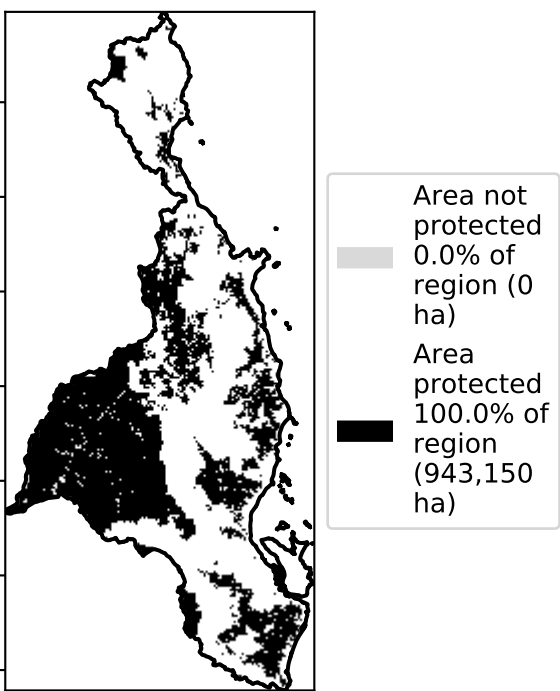 Area not
protected
0.0% of
region (0
ha)
Area
protected
100.0% of
region
(943,150
ha)